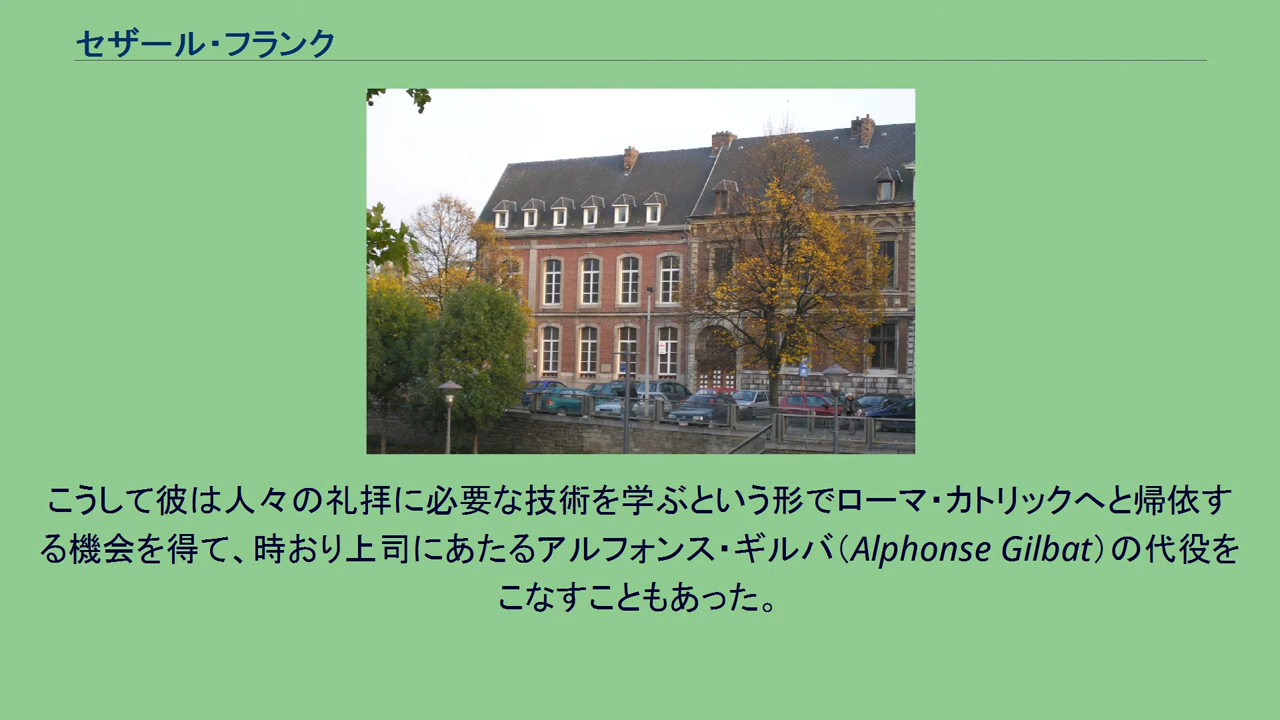 セザール・フランク
こうして彼は人々の礼拝に必要な技術を学ぶという形でローマ・カトリックへと帰依す
る機会を得て、時おり上司にあたるアルフォンス・ギルバ（Alphonse Gilbat）の代役を
こなすこともあった。